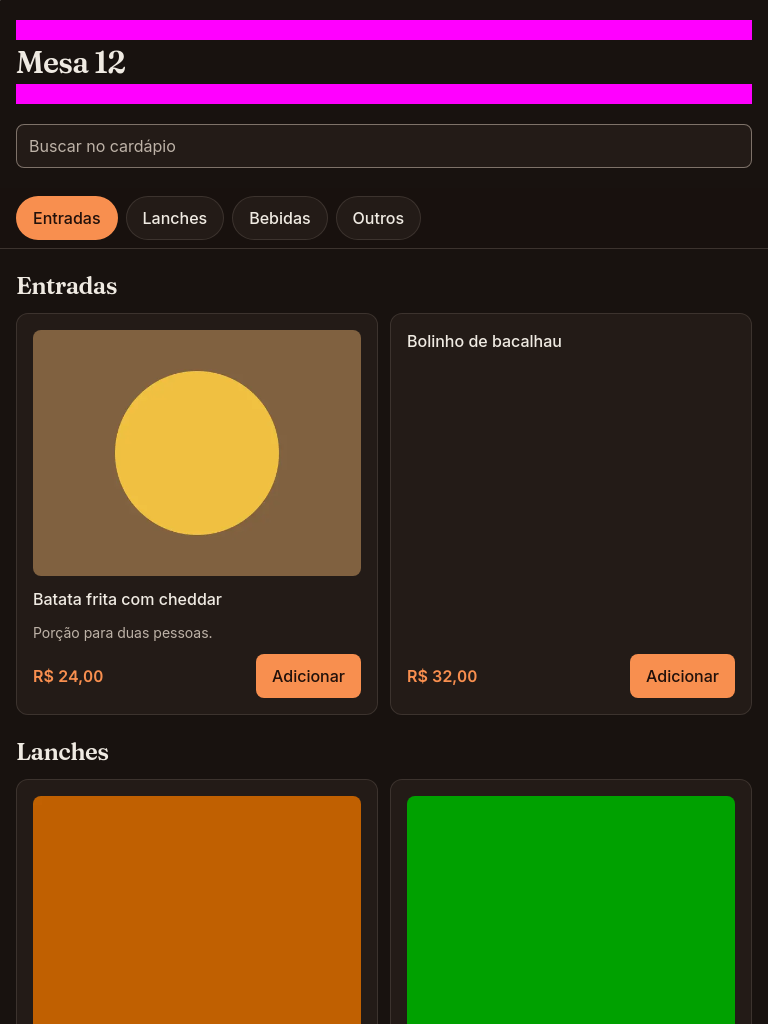 Mesa 12
Buscar no cardápio
Entradas
Lanches
Bebidas
Outros
Entradas
Batata frita com cheddar
Porção para duas pessoas.
R$ 24,00
Adicionar
Bolinho de bacalhau
R$ 32,00
Adicionar
Lanches